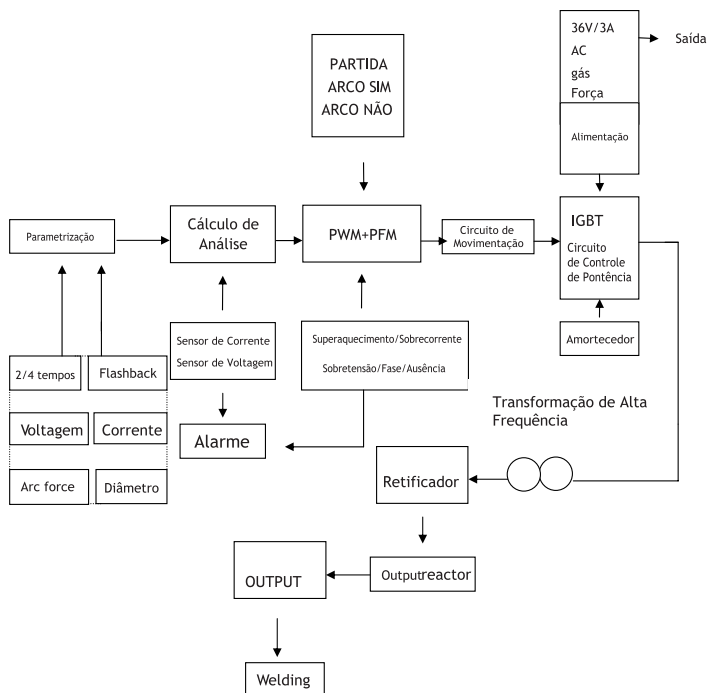 36V/3A
AC
gás
Força
Saída
PARTIDA
ARCO SIM
ARCO NÃO
Alimentação
Parametrização
Cálculo de
Análise
PWM+PFM
Circuito de
Movimentação
IGBT
Circuito
de Controle
de Pontência
Sensor de Corrente
Sensor de Voltagem
Superaquecimento/Sobrecorrente
Sobretensão/Fase/Ausência
Amortecedor
2/4 tempos
Flashback
Voltagem
Corrente
Arc force
Diâmetro
Alarme
Transformação de Alta
Frequência
Retificador
OUTPUT
Outputreactor
Welding